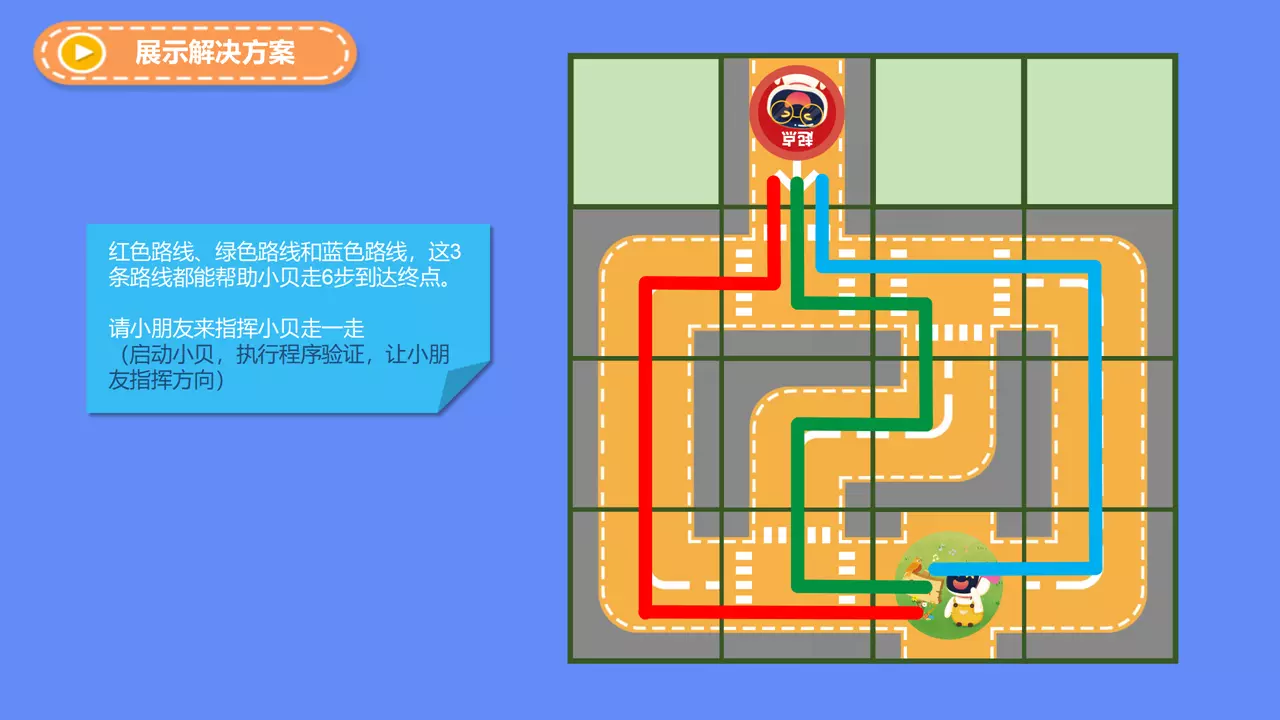 展示解决方案
起点
红色路线、绿色路线和蓝色路线，这3
条路线都能帮助小贝走6步到达终点。
请小朋友来指挥小贝走一走
（启动小贝，执行程序验证，让小朋
友指挥方向）